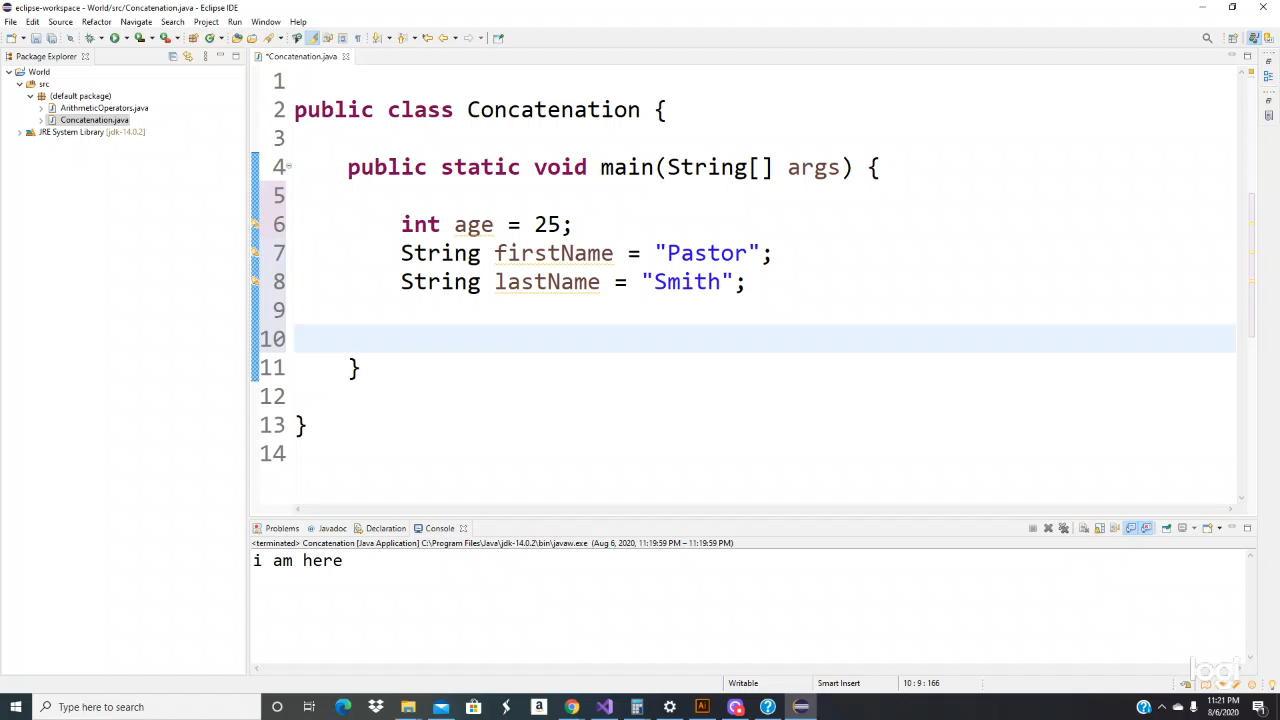 eclipse-workspace - World/src/Concatenation.java - Eclipse IDE
File Edit Source Refactor Navigate Search Project Run Window Help
Package Explorer
*Concatenation.java
World
src
(default package)
ArithmeticOperators.java
Concatenation.java
JRE System Library [jdk-14.0.2]
1
2 public class Concatenation {
3
4 public static void main(String[] args) {
5
6 int age = 25;
7 String firstName = "Pastor";
8 String lastName = "Smith";
9
10
11 }
12
13 }
14
Problems @ Javadoc Declaration Console
<terminated> Concatenation [Java Application] C:\Program Files\Java\jdk-14.0.2\bin\javaw.exe (Aug 6, 2020, 11:19:59 PM – 11:19:59 PM)
i am here
logi
Writable Smart Insert 10 : 9 : 166
Type here to search
11:21 PM
8/6/2020